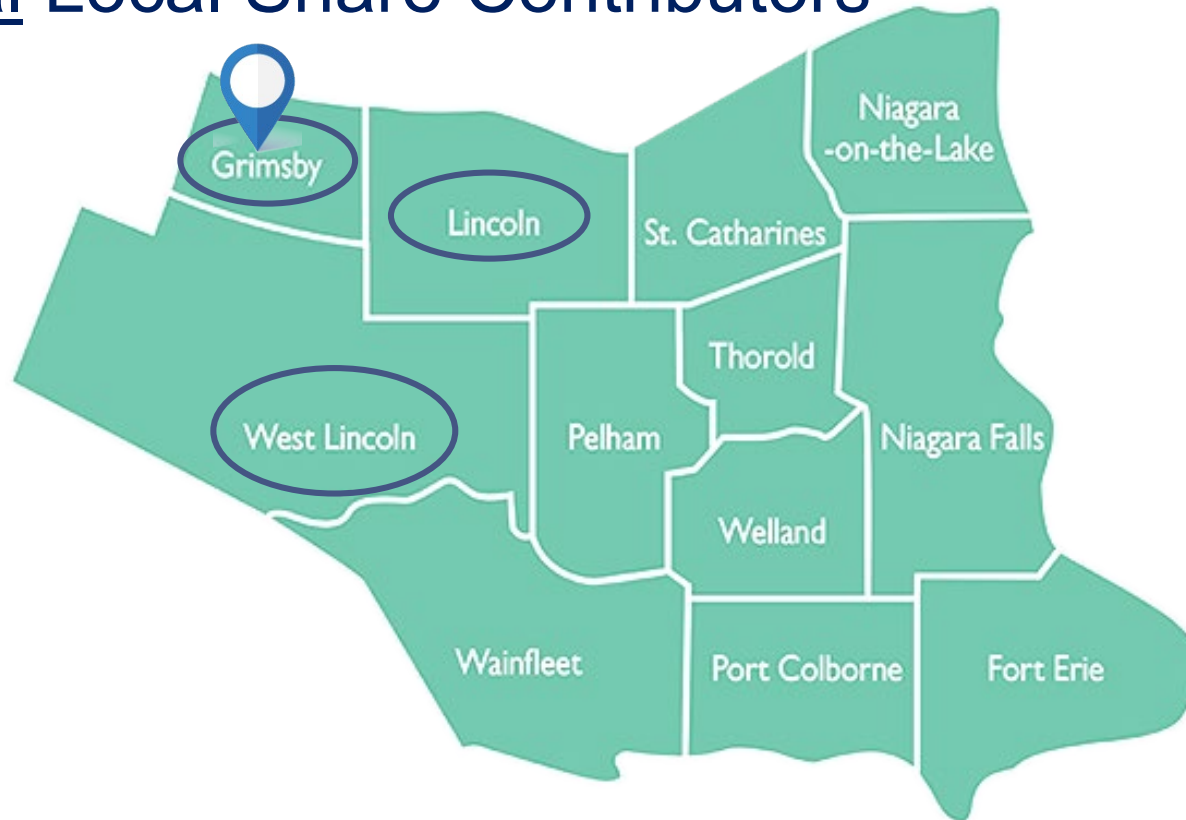 Local Share Contributors
Niagara
-on-the-Lake
Grimsby
Lincoln
St. Catharines
Thorold
West Lincoln
Pelham
Niagara Falls
Welland
Wainfleet
Port Colborne
Fort Erie